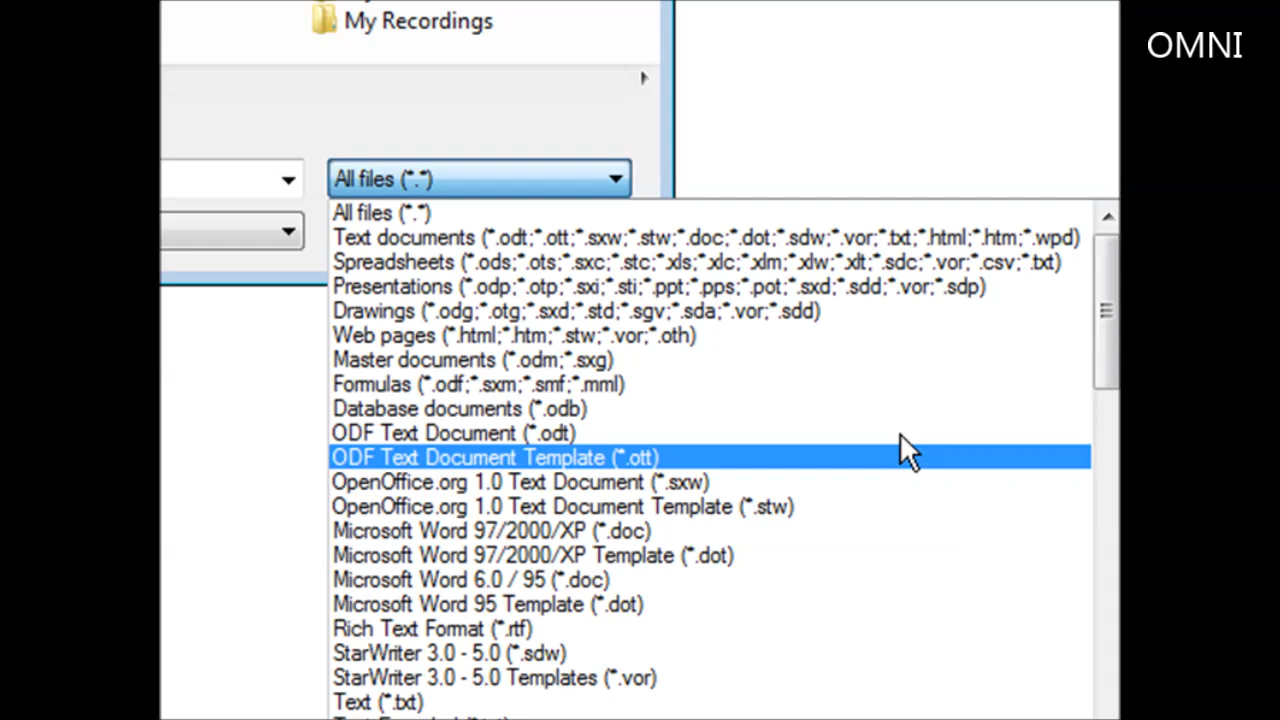 My Recordings
OMNI
All files (*.*)
All files (*.*)
Text documents (*.odt;*.ott;*.sxw;*.stw;*.doc;*.dot;*.sdw;*.vor;*.txt;*.html;*.htm;*.wpd)
Spreadsheets (*.ods;*.ots;*.sxc;*.stc;*.xls;*.xlc;*.xlm;*.xlw;*.xlt;*.sdc;*.vor;*.csv;*.txt)
Presentations (*.odp;*.otp;*.sxi;*.sti;*.ppt;*.pps;*.pot;*.sxd;*.sdd;*.vor;*.sdp)
Drawings (*.odg;*.otg;*.sxd;*.std;*.sgv;*.sda;*.vor;*.sdd)
Web pages (*.html;*.htm;*.stw;*.vor;*.oth)
Master documents (*.odm;*.sxg)
Formulas (*.odf;*.sxm;*.smf;*.mml)
Database documents (*.odb)
ODF Text Document (*.odt)
ODF Text Document Template (*.ott)
OpenOffice.org 1.0 Text Document (*.sxw)
OpenOffice.org 1.0 Text Document Template (*.stw)
Microsoft Word 97/2000/XP (*.doc)
Microsoft Word 97/2000/XP Template (*.dot)
Microsoft Word 6.0 / 95 (*.doc)
Microsoft Word 95 Template (*.dot)
Rich Text Format (*.rtf)
StarWriter 3.0 - 5.0 (*.sdw)
StarWriter 3.0 - 5.0 Templates (*.vor)
Text (*.txt)